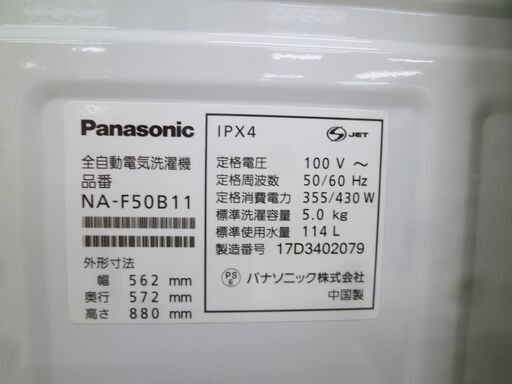 Panasonic
全自動電気洗濯機
品番
NA-F50B11
外形寸法
幅 562 mm
奥行 572 mm
高さ 880 mm
IPX4
S JET
定格電圧 100 V ～
定格周波数 50/60 Hz
定格消費電力 355/430 W
標準洗濯容量 5.0 kg
標準使用水量 114 L
製造番号 17D3402079
PS E パナソニック株式会社
中国製